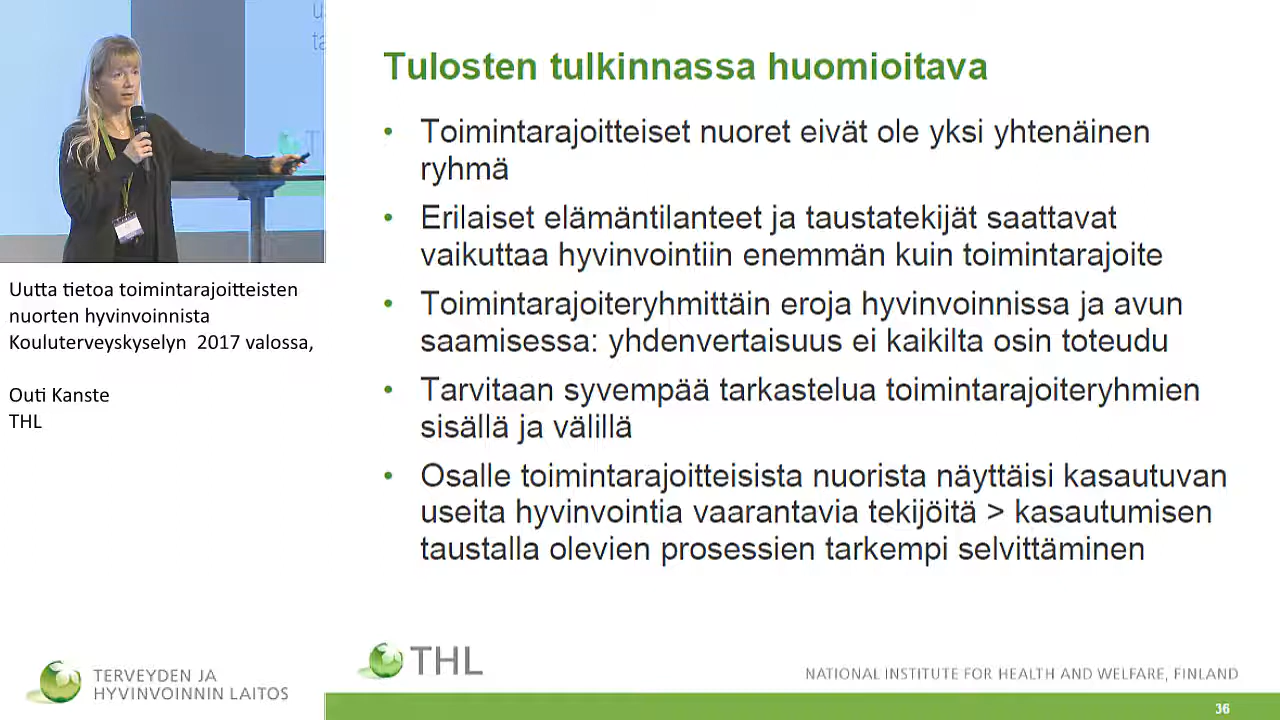 Tulosten tulkinnassa huomioitava
• Toimintarajoitteiset nuoret eivät ole yksi yhtenäinen
ryhmä
• Erilaiset elämäntilanteet ja taustatekijät saattavat
vaikuttaa hyvinvointiin enemmän kuin toimintarajoite
• Toimintarajoiteryhmittäin eroja hyvinvoinnissa ja avun
saamisessa: yhdenvertaisuus ei kaikilta osin toteudu
• Tarvitaan syvempää tarkastelua toimintarajoiteryhmien
sisällä ja välillä
• Osalle toimintarajoitteisista nuorista näyttäisi kasautuvan
useita hyvinvointia vaarantavia tekijöitä > kasautumisen
taustalla olevien prosessien tarkempi selvittäminen
Uutta tietoa toimintarajoitteisten
nuorten hyvinvoinnista
Kouluterveyskyselyn 2017 valossa,
Outi Kanste
THL
TERVEYDEN JA
HYVINVOINNIN LAITOS
THL
NATIONAL INSTITUTE FOR HEALTH AND WELFARE, FINLAND
36